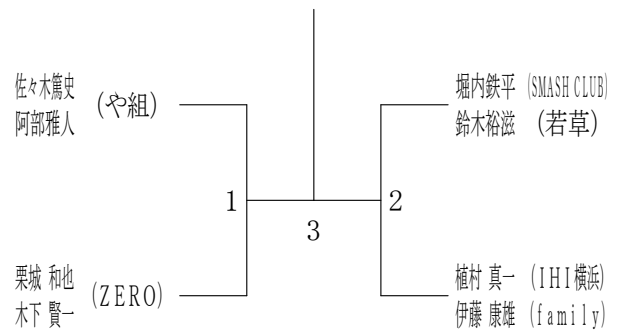 佐々木篤史 (や組)
阿部雅人
堀内鉄平 (SMASH CLUB)
鈴木裕滋 (若草)
1
2
3
栗城 和也 (ZERO)
木下 賢一
植村 真一 (IHI横浜)
伊藤 康雄 (family)